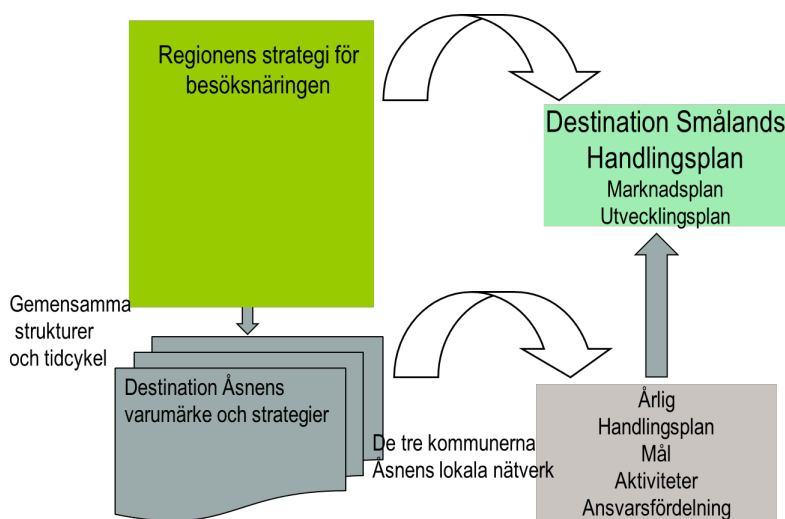 Regionens strategi för
besöksnäringen
Destination Smålands
Handlingsplan
Marknadsplan
Utvecklingsplan
Gemensamma
strukturer
och tidcykel
Destination Åsnens
varumärke och strategier
De tre kommunerna
Åsnens lokala nätverk
Årlig
Handlingsplan
Mål
Aktiviteter
Ansvarsfördelning